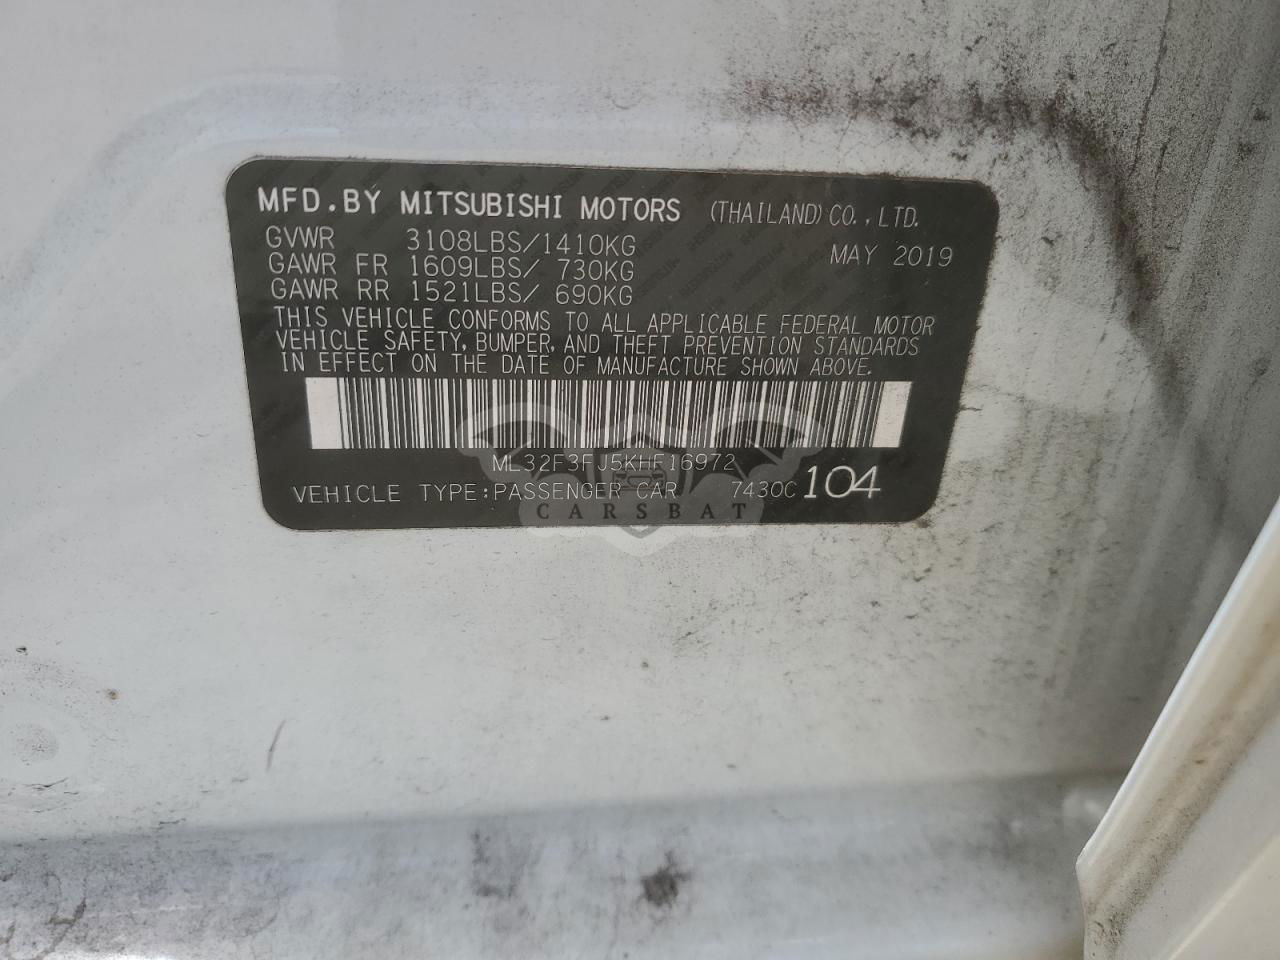 MFD.BY MITSUBISHI MOTORS (THAILAND) CO.,LTD.
GVWR 3108LBS/1410KG MAY 2019
GAWR FR 1609LBS/ 730KG
GAWR RR 1521LBS/ 690KG
THIS VEHICLE CONFORMS TO ALL APPLICABLE FEDERAL MOTOR
VEHICLE SAFETY, BUMPER, AND THEFT PREVENTION STANDARDS
IN EFFECT ON THE DATE OF MANUFACTURE SHOWN ABOVE.
ML32F3FJ5KHF16972
VEHICLE TYPE:PASSENGER CAR 7430C 104
CARSBAT